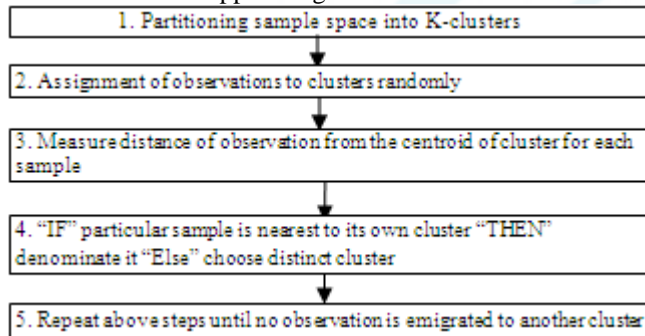 1. Partitioning sample space into K-clusters
2. Assignment of observations to clusters randomly
3. Measure distance of observation from the centroid of cluster for each
sample
4. “IF” particular sample is nearest to its own cluster “THEN”
denominate it “Else” choose distinct cluster
5. Repeat above steps until no observation is emigrated to another cluster